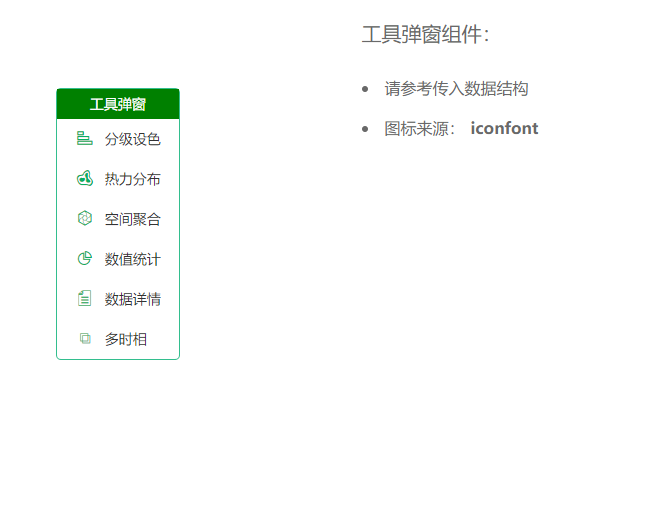 工具弹窗组件：
工具弹窗
请参考传入数据结构
分级设色
图标来源： iconfont
热力分布
空间聚合
数值统计
数据详情
多时相